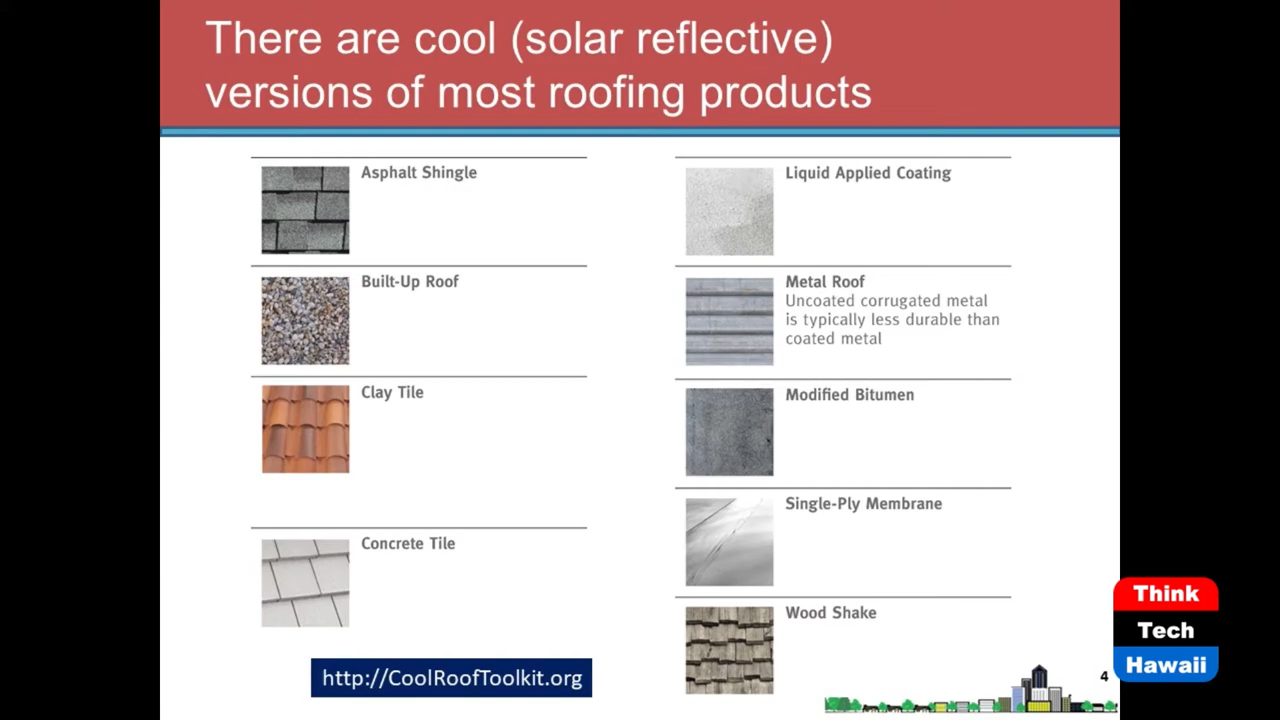 There are cool (solar reflective)
versions of most roofing products
Asphalt Shingle
Built-Up Roof
Clay Tile
Concrete Tile
Liquid Applied Coating
Metal Roof
Uncoated corrugated metal
is typically less durable than
coated metal
Modified Bitumen
Single-Ply Membrane
Wood Shake
http://CoolRoofToolkit.org
4
Think
Tech
Hawaii